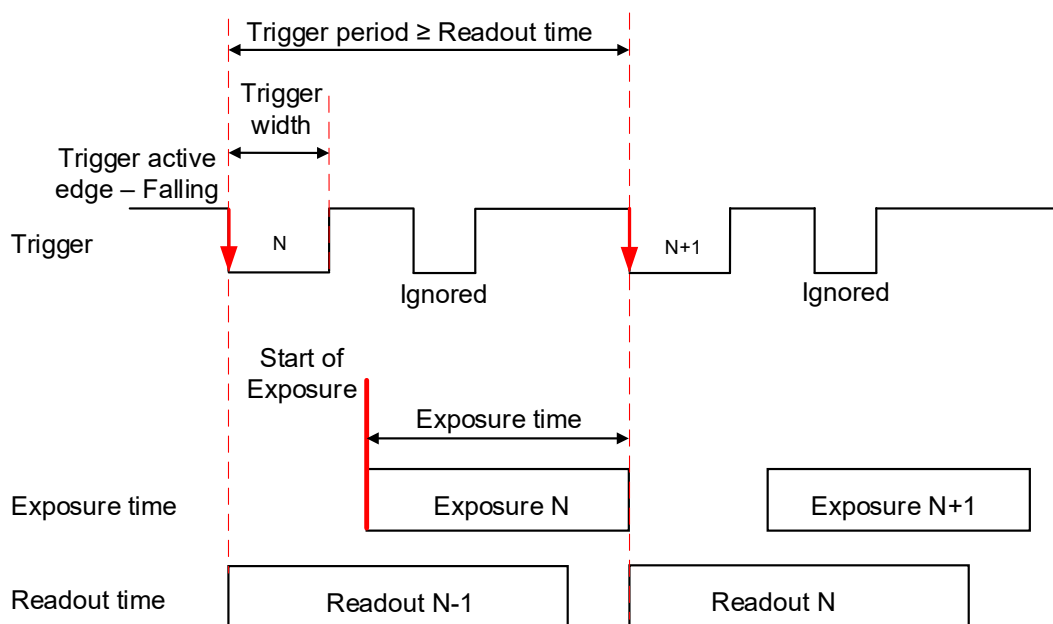 Trigger period ≥ Readout time
Trigger
width
Trigger active
edge – Falling
Trigger
N
N+1
Ignored
Ignored
Start of
Exposure
Exposure time
Exposure time
Exposure N
Exposure N+1
Readout time
Readout N-1
Readout N